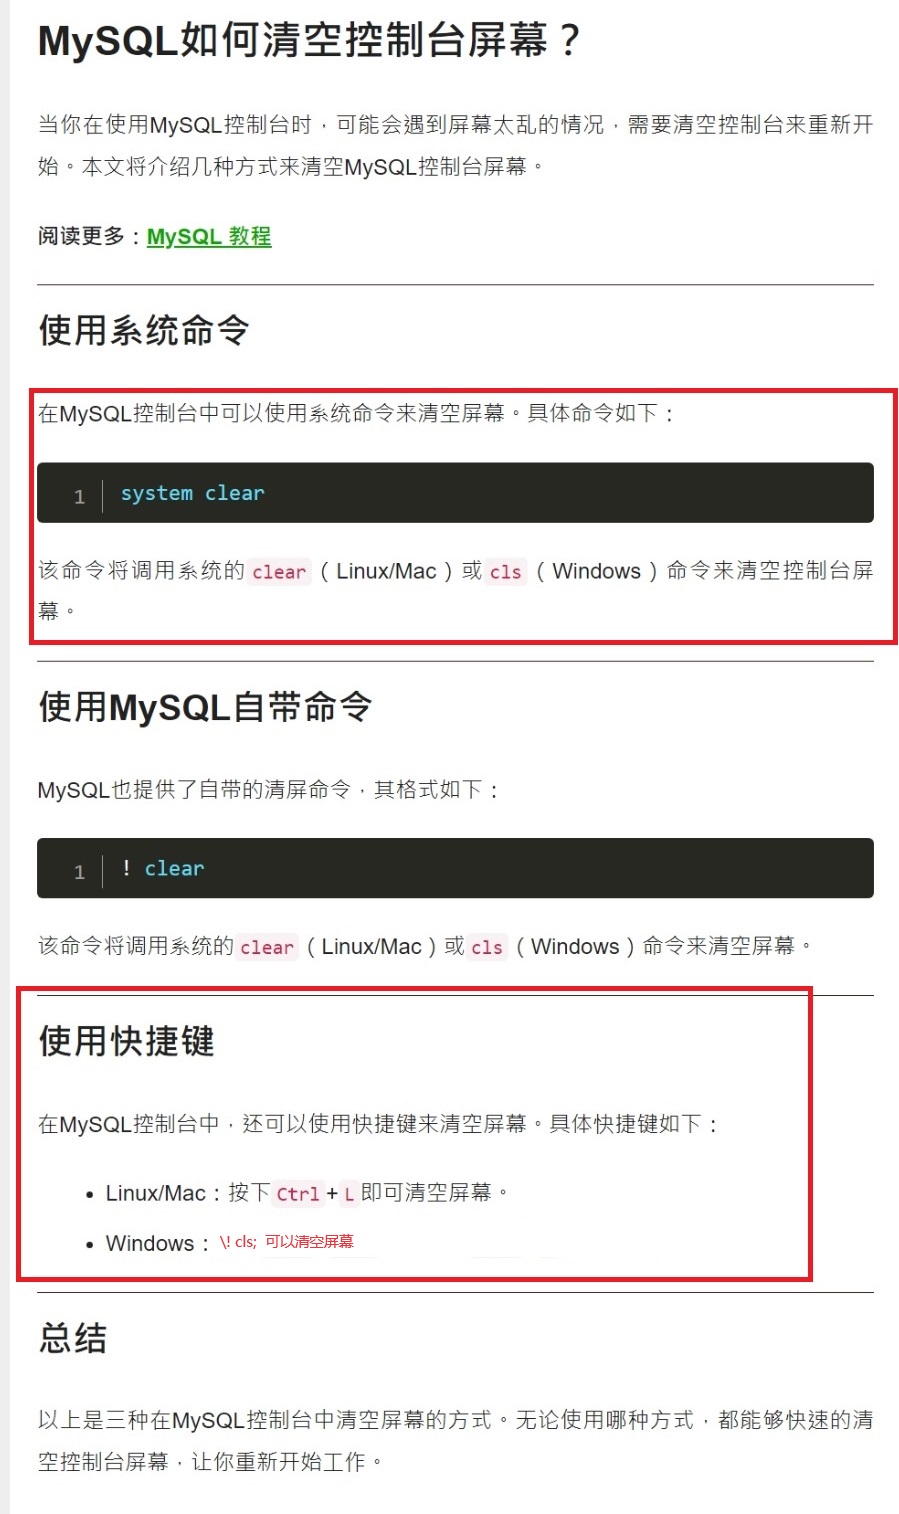 MySQL如何清空控制台屏幕？
当你在使用MySQL控制台时，可能会遇到屏幕太乱的情况，需要清空控制台来重新开
始。本文将介绍几种方式来清空MySQL控制台屏幕。
阅读更多：MySQL 教程
使用系统命令
在MySQL控制台中可以使用系统命令来清空屏幕。具体命令如下：
1 system clear
该命令将调用系统的 clear （Linux/Mac）或 cls （Windows）命令来清空控制台屏
幕。
使用MySQL自带命令
MySQL也提供了自带的清屏命令，其格式如下：
1 ! clear
该命令将调用系统的 clear （Linux/Mac）或 cls （Windows）命令来清空屏幕。
使用快捷键
在MySQL控制台中，还可以使用快捷键来清空屏幕。具体快捷键如下：
• Linux/Mac：按下 Ctrl + L 即可清空屏幕。
• Windows：\! cls; 可以清空屏幕
总结
以上是三种在MySQL控制台中清空屏幕的方式。无论使用哪种方式，都能够快速的清
空控制台屏幕，让你重新开始工作。